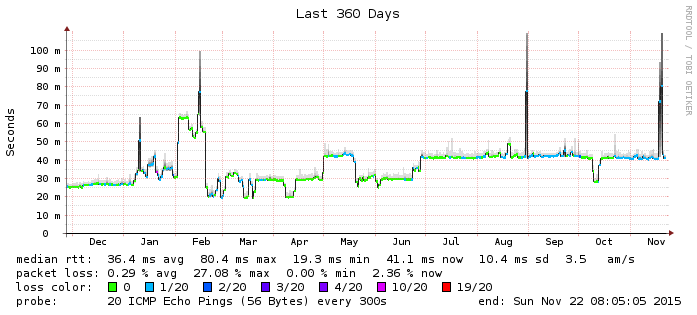 Last 360 Days
RRDTOOL / TOBI OETIKER
Seconds
100 m
90 m
80 m
70 m
60 m
50 m
40 m
30 m
20 m
10 m
0
Dec Jan Feb Mar Apr May Jun Jul Aug Sep Oct Nov
median rtt: 36.4 ms avg 80.4 ms max 19.3 ms min 41.1 ms now 10.4 ms sd 3.5 am/s
packet loss: 0.29 % avg 27.08 % max 0.00 % min 2.36 % now
loss color: 0 1/20 2/20 3/20 4/20 10/20 19/20
probe: 20 ICMP Echo Pings (56 Bytes) every 300s end: Sun Nov 22 08:05:05 2015